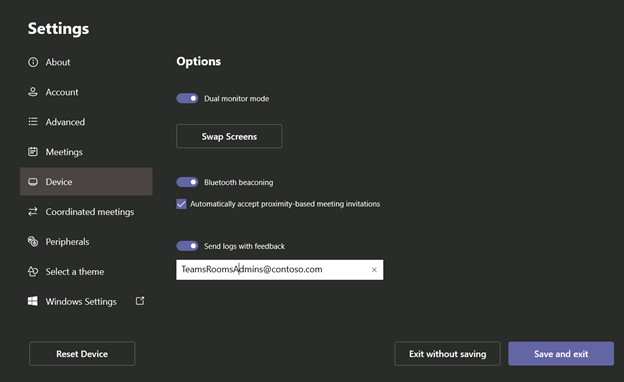 Settings
About
Account
Advanced
Meetings
Device
Coordinated meetings
Peripherals
Select a theme
Windows Settings
Options
Dual monitor mode
Swap Screens
Bluetooth beaconing
Automatically accept proximity-based meeting invitations
Send logs with feedback
TeamsRoomsAdmins@contoso.com
Reset Device
Exit without saving
Save and exit